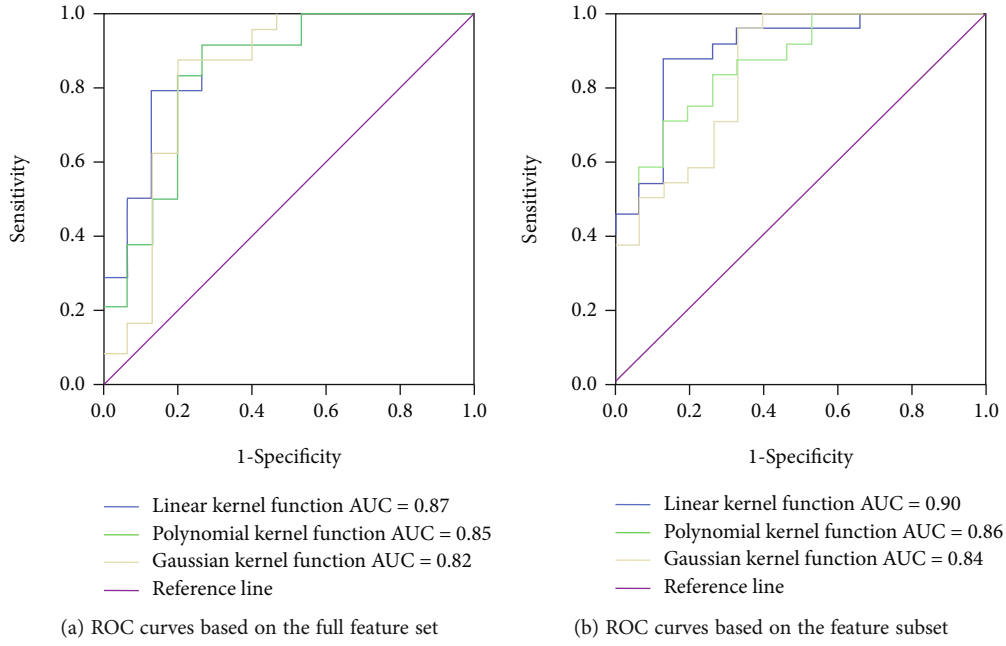 1.0
0.8
0.6
0.4
0.2
0.0
Sensitivity
0.0 0.2 0.4 0.6 0.8 1.0
1-Specificity
Linear kernel function AUC = 0.87
Polynomial kernel function AUC = 0.85
Gaussian kernel function AUC = 0.82
Reference line
(a) ROC curves based on the full feature set
1.0
0.8
0.6
0.4
0.2
0.0
Sensitivity
0.0 0.2 0.4 0.6 0.8 1.0
1-Specificity
Linear kernel function AUC = 0.90
Polynomial kernel function AUC = 0.86
Gaussian kernel function AUC = 0.84
Reference line
(b) ROC curves based on the feature subset